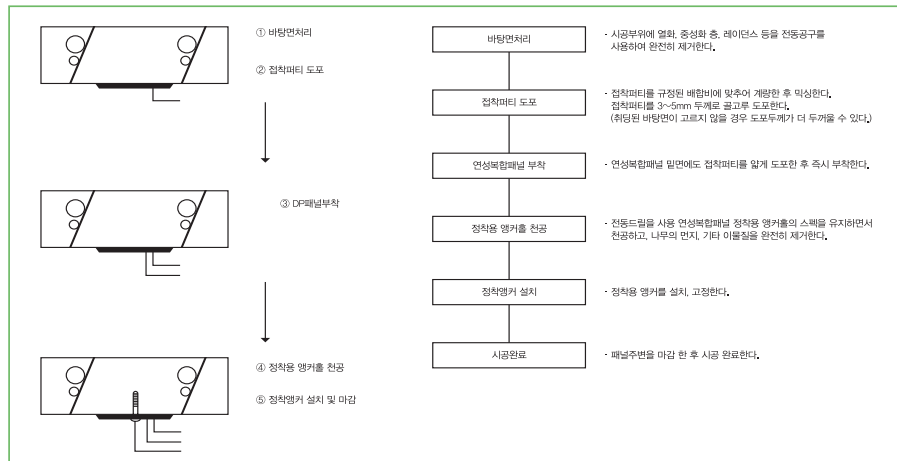 ① 바탕면처리
② 접착퍼티 도포
③ DP패널부착
④ 정착용 앵커홀 천공
⑤ 정착앵커 설치 및 마감
바탕면처리
· 시공부위에 열화, 중성화 층, 레이던스 등을 전동공구를
사용하여 완전히 제거한다.
접착퍼티 도포
· 접착퍼티를 규정된 배합비에 맞추어 계량한 후 믹싱한다.
접착퍼티를 3~5mm 두께로 골고루 도포한다.
(취딩된 바탕면이 고르지 않을 경우 도포두께가 더 두꺼울 수 있다.)
연성복합패널 부착
· 연성복합패널 밑면에도 접착퍼티를 얇게 도포한 후 즉시 부착한다.
정착용 앵커홀 천공
· 전동드릴을 사용 연성복합패널 정착용 앵커홀의 스펙을 유지하면서
천공하고, 나무의 먼지, 기타 이물질을 완전히 제거한다.
정착앵커 설치
· 정착용 앵커를 설치, 고정한다.
시공완료
· 패널주변을 마감 한 후 시공 완료한다.